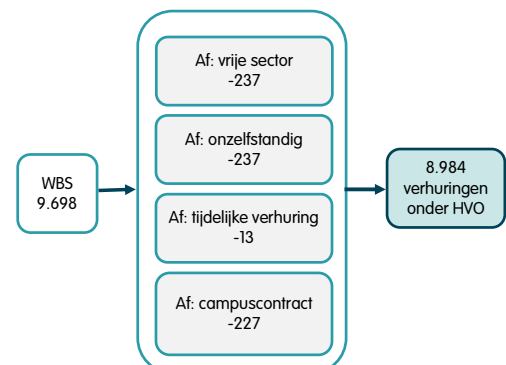 WBS
9.698
Af: vrije sector
-237
Af: onzelfstandig
-237
Af: tijdelijke verhuring
-13
Af: campuscontract
-227
8.984
verhuringen
onder HVO